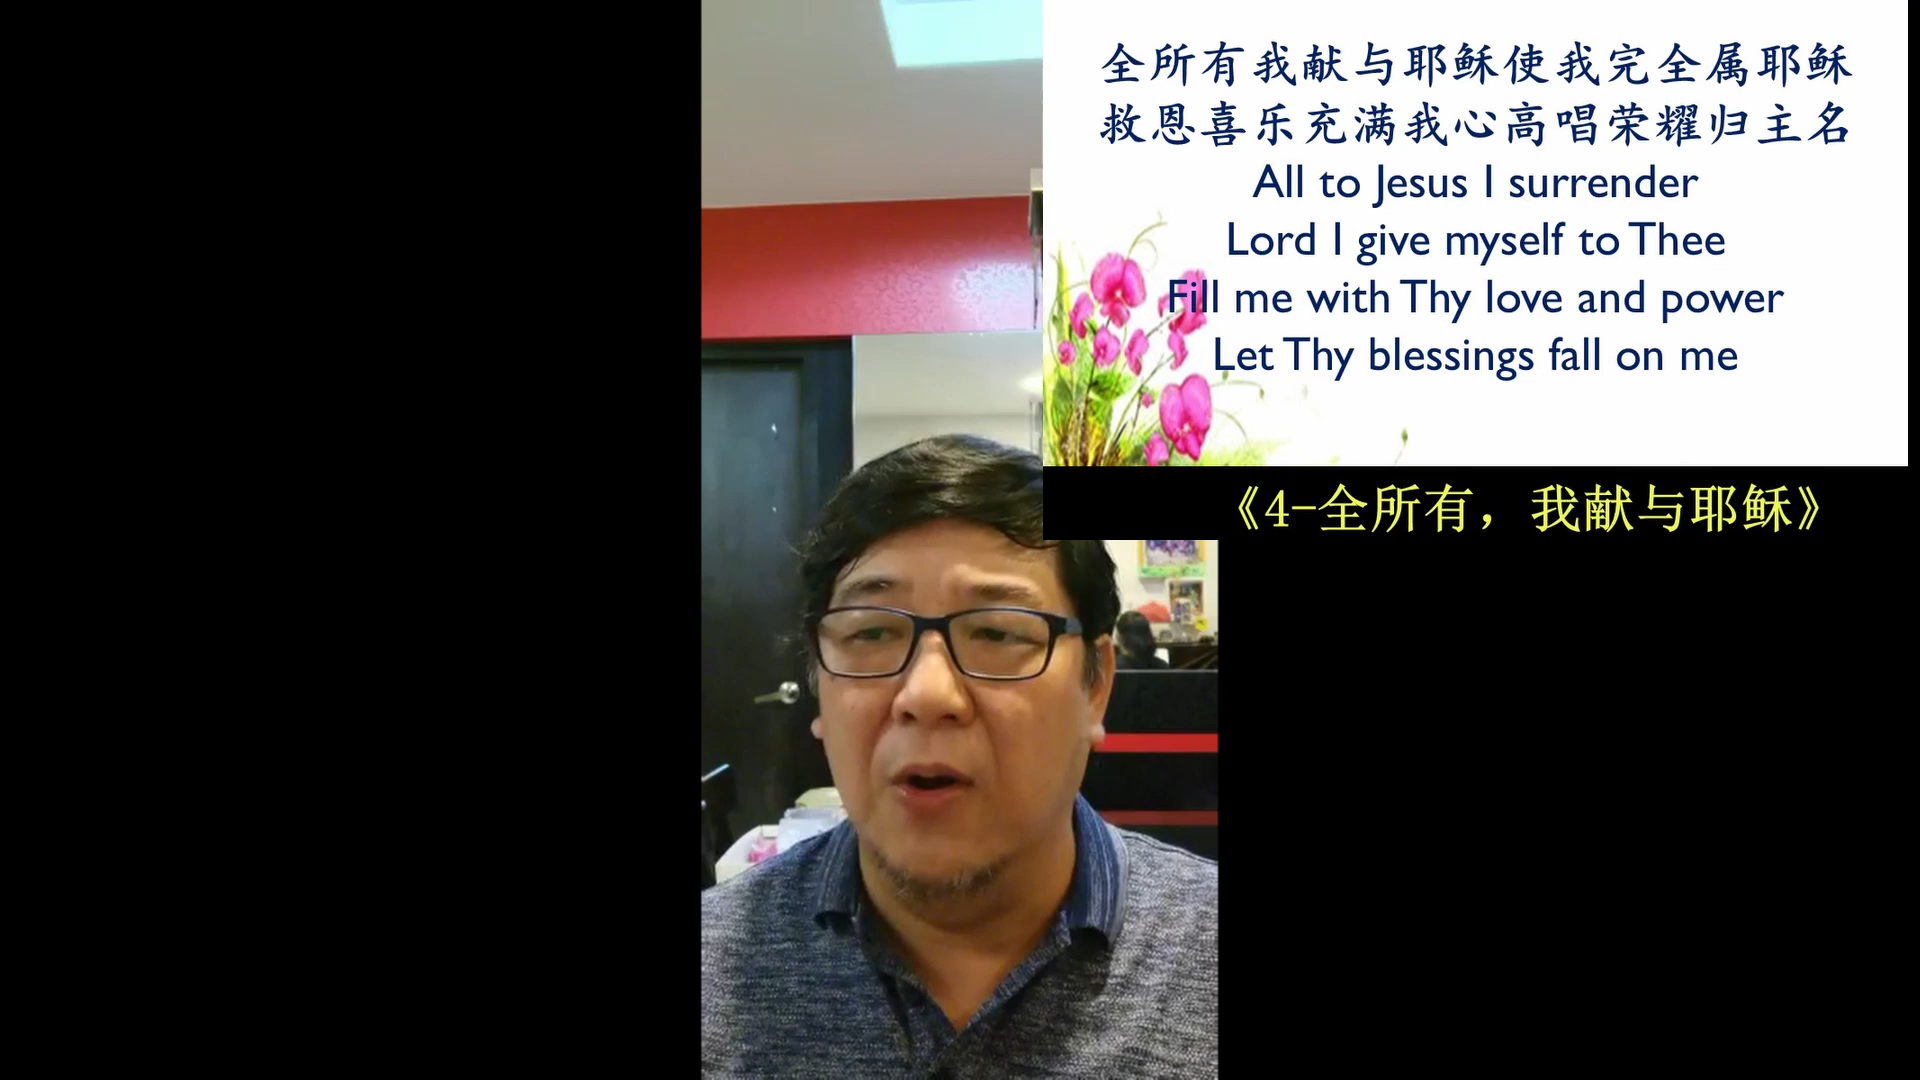 全所有我献与耶稣使我完全属耶稣
救恩喜乐充满我心高唱荣耀归主名
All to Jesus I surrender
Lord I give myself to Thee
Fill me with Thy love and power
Let Thy blessings fall on me
《4-全所有，我献与耶稣》